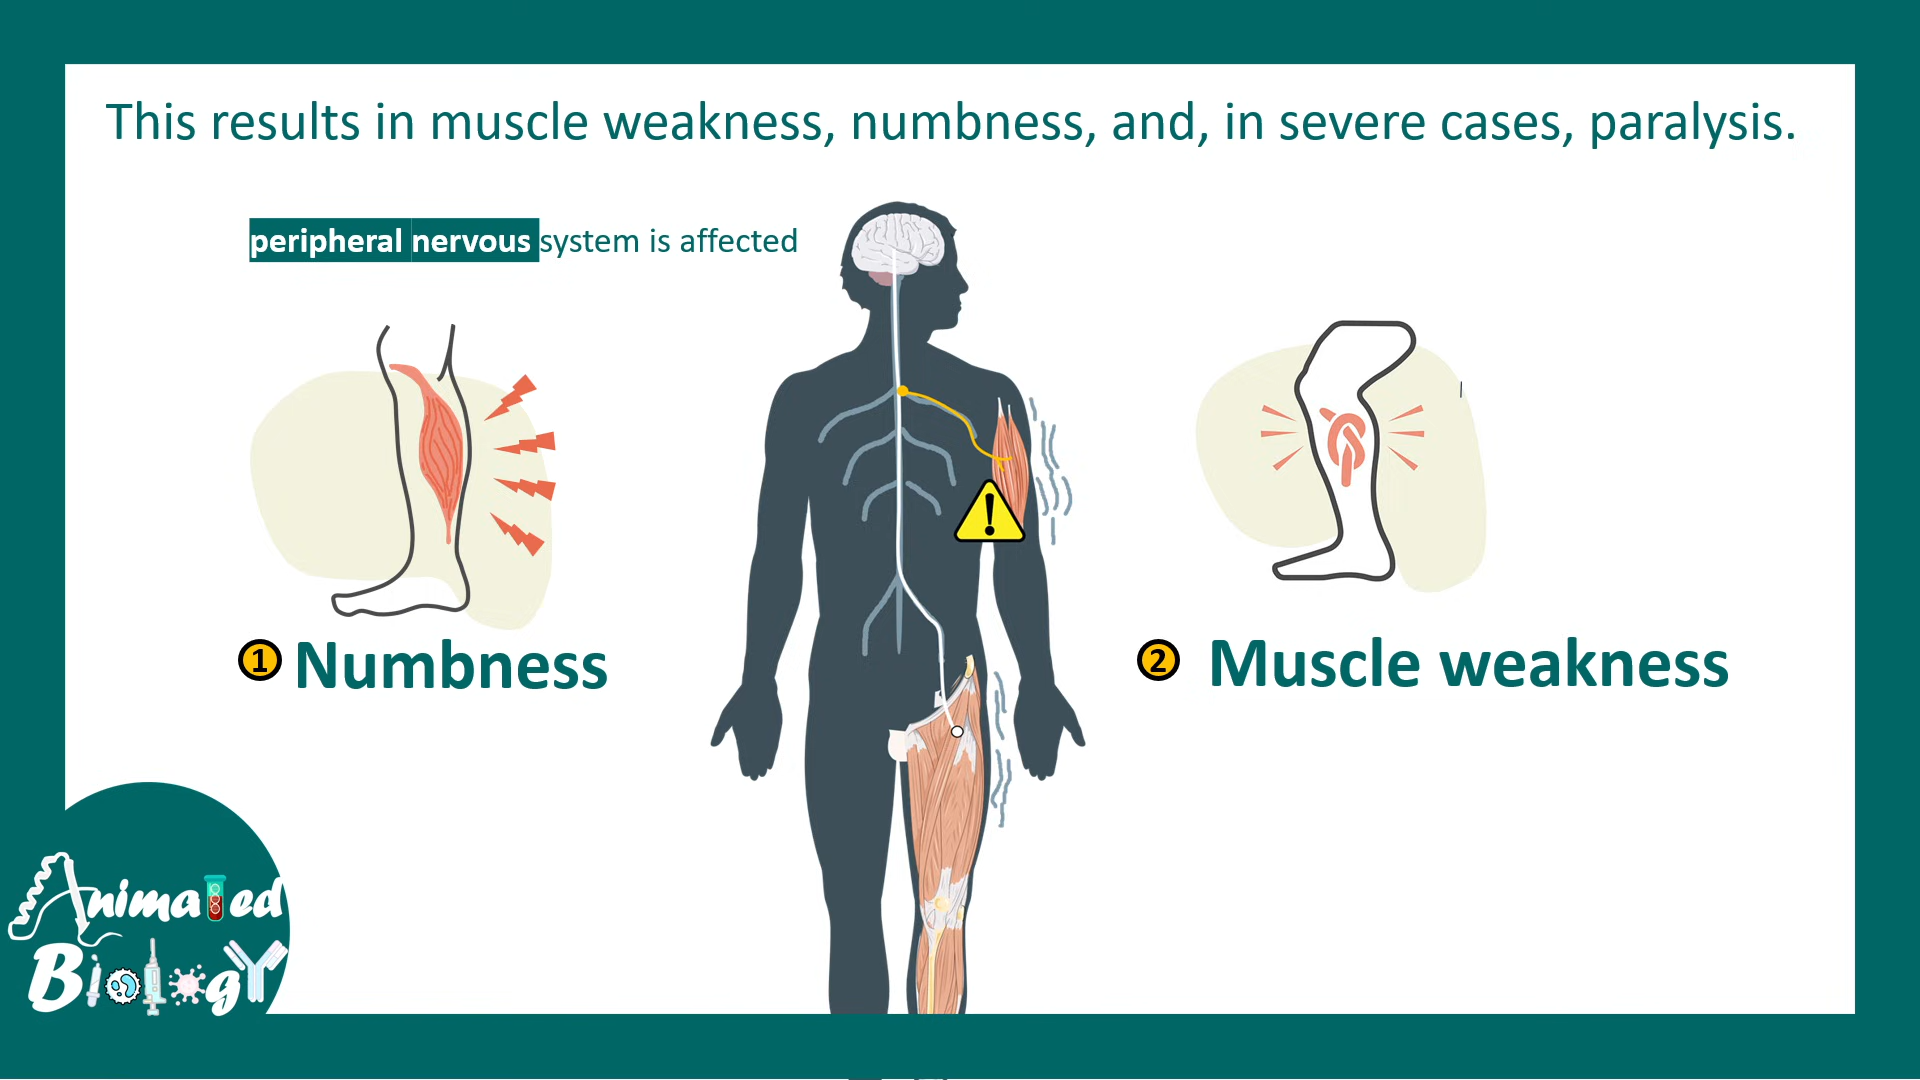 This results in muscle weakness, numbness, and, in severe cases, paralysis.
peripheral nervous system is affected
1 Numbness
2 Muscle weakness
Animated
Biology